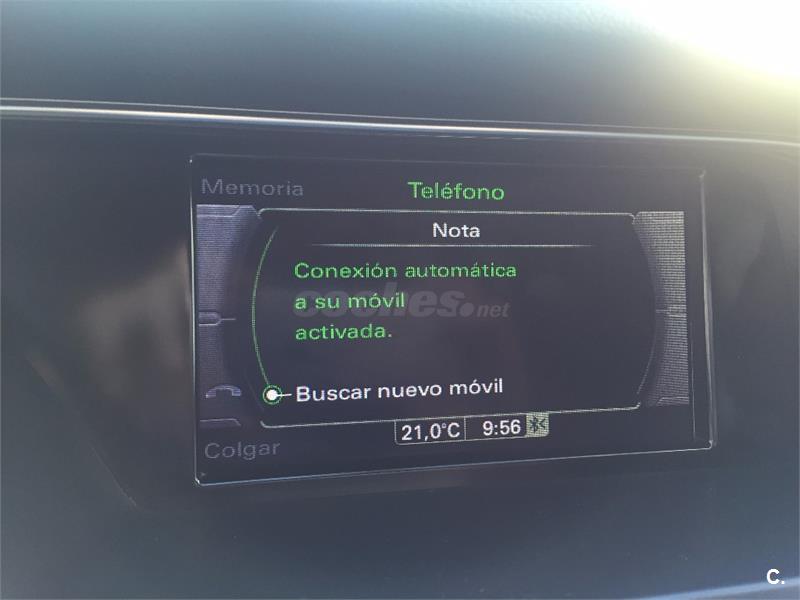 Memoria
Teléfono
Nota
Conexión automática
a su móvil
activada.
coches.net
Buscar nuevo móvil
21,0°C 9:56
Colgar
C.